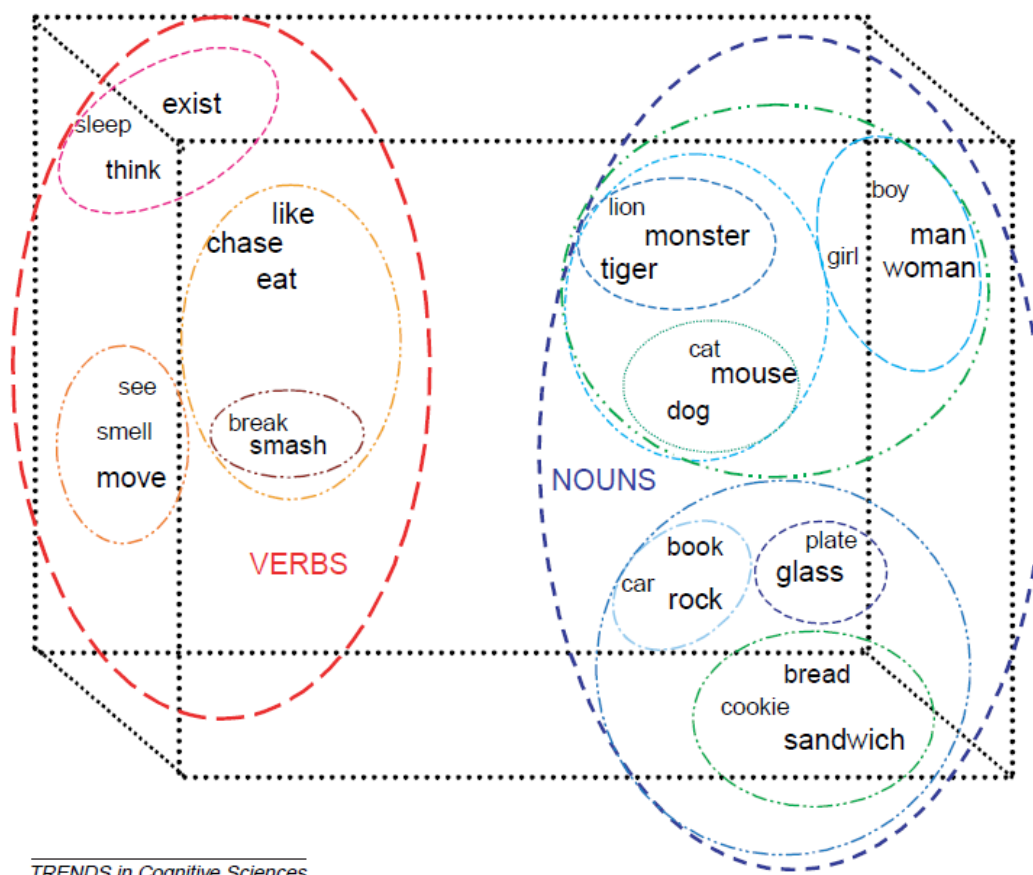 exist
sleep
think
like
chase
eat
see
smell
move
break
smash
VERBS
lion
monster
tiger
boy
man
girl
woman
cat
mouse
dog
NOUNS
book
plate
car
glass
rock
bread
cookie
sandwich
TRENDS in Cognitive Sciences